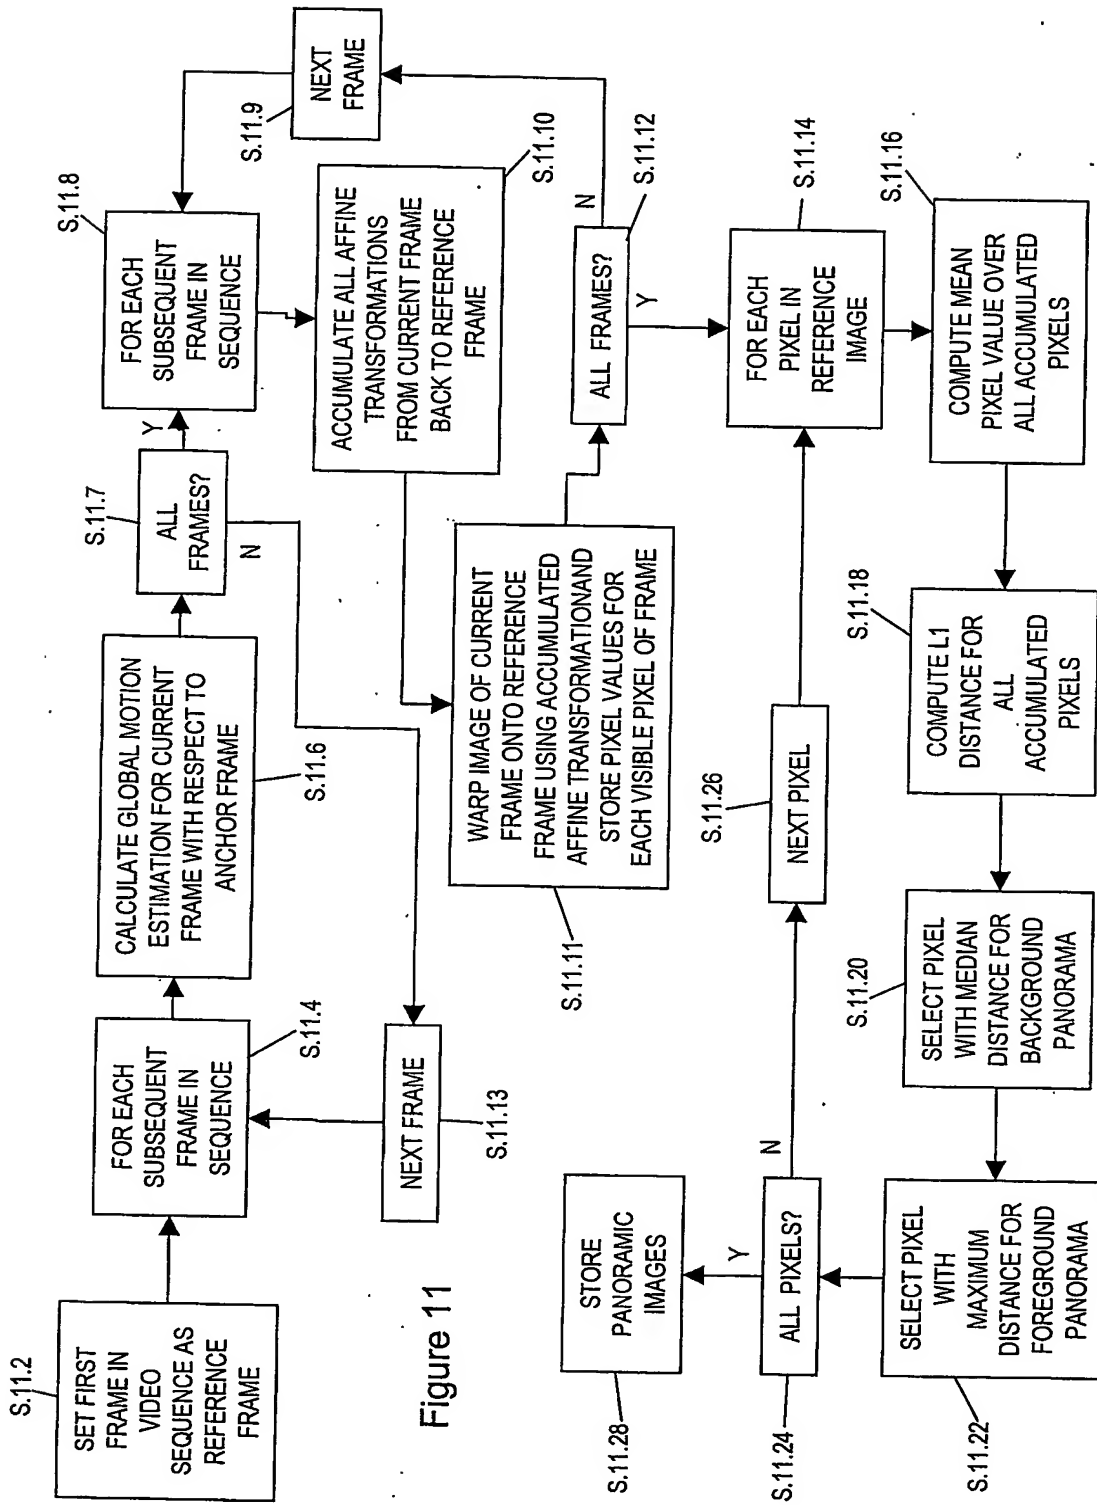 S.11.2
SET FIRST
FRAME IN
VIDEO
SEQUENCE AS
REFERENCE
FRAME
FOR EACH
SUBSEQUENT
FRAME IN
SEQUENCE
S.11.4
CALCULATE GLOBAL MOTION
ESTIMATION FOR CURRENT
FRAME WITH RESPECT TO
ANCHOR FRAME
S.11.6
S.11.7
ALL
FRAMES?
Y
N
NEXT FRAME
S.11.13
S.11.8
FOR EACH
SUBSEQUENT
FRAME IN
SEQUENCE
S.11.9
NEXT
FRAME
ACCUMULATE ALL AFFINE
TRANSFORMATIONS
FROM CURRENT FRAME
BACK TO REFERENCE
FRAME
S.11.10
WARP IMAGE OF CURRENT
FRAME ONTO REFERENCE
FRAME USING ACCUMULATED
AFFINE TRANSFORMATIONAND
STORE PIXEL VALUES FOR
EACH VISIBLE PIXEL OF FRAME
S.11.11
ALL FRAMES?
S.11.12
N
Y
FOR EACH
PIXEL IN
REFERENCE
IMAGE
S.11.14
COMPUTE MEAN
PIXEL VALUE OVER
ALL ACCUMULATED
PIXELS
S.11.16
S.11.18
COMPUTE L1
DISTANCE FOR
ALL
ACCUMULATED
PIXELS
S.11.20
SELECT PIXEL
WITH MEDIAN
DISTANCE FOR
BACKGROUND
PANORAMA
SELECT PIXEL
WITH
MAXIMUM
DISTANCE FOR
FOREGROUND
PANORAMA
S.11.22
ALL PIXELS?
S.11.24
N
Y
NEXT PIXEL
S.11.26
STORE
PANORAMIC
IMAGES
S.11.28
Figure 11